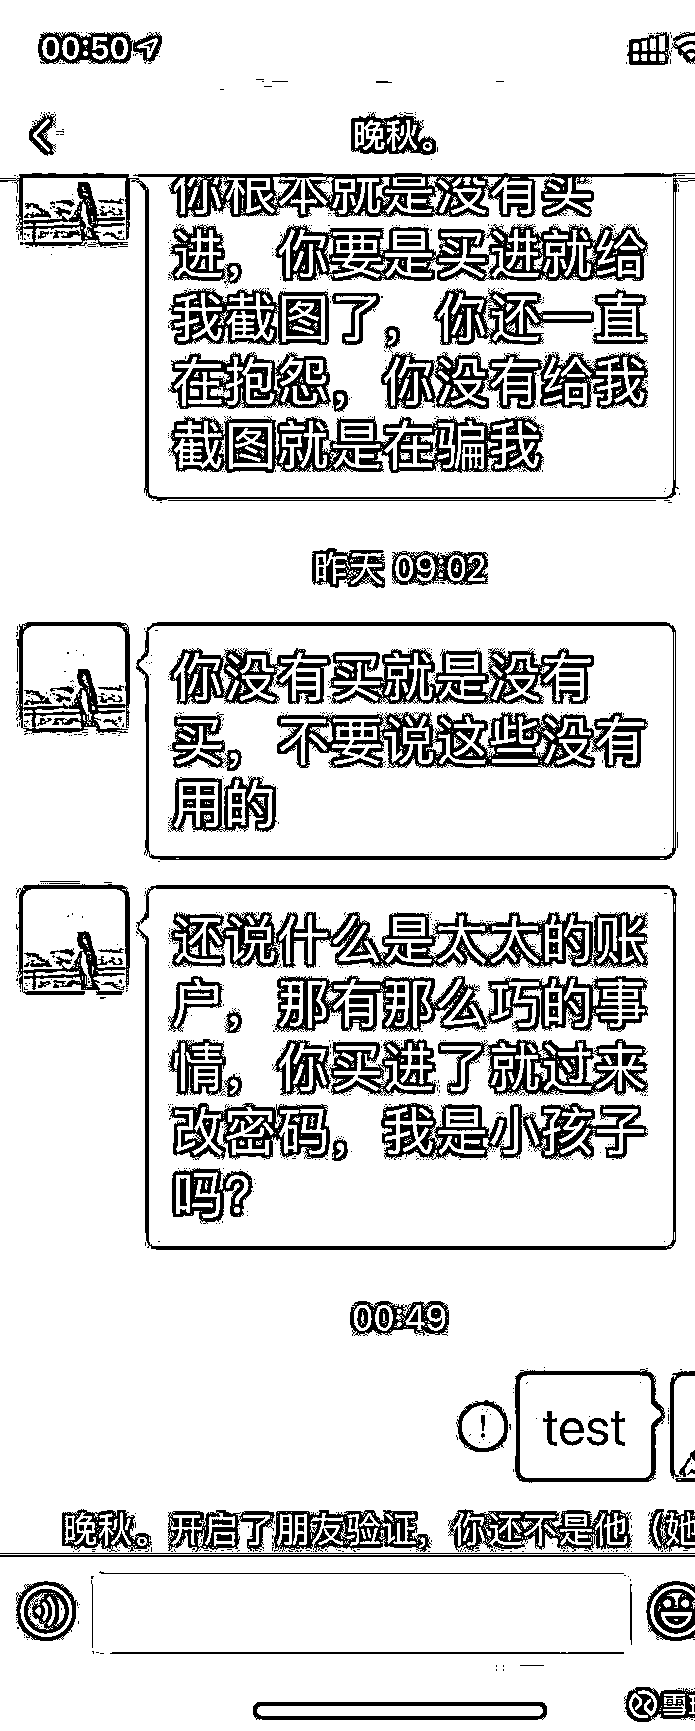 00:50
晚秋。
你根本就是没有买
进，你要是买进就给
我截图了，你还一直
在抱怨，你没有给我
截图就是在骗我
昨天 09:02
你没有买就是没有
买，不要说这些没有
用的
还说什么是太太的账
户，那有那么巧的事
情，你买进了就过来
改密码，我是小孩子
吗？
00:49
test
晚秋。开启了朋友验证，你还不是他（她
雪